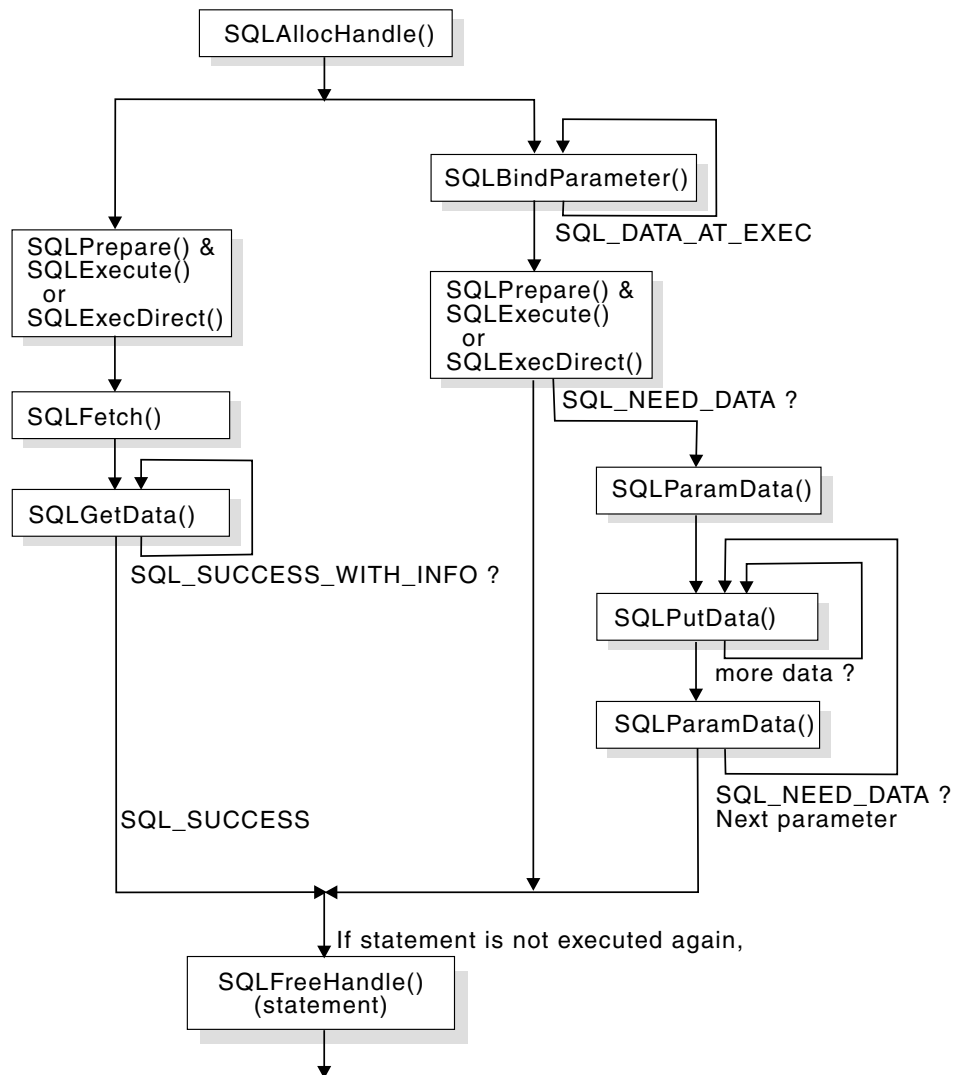 SQLAllocHandle()
SQLBindParameter()
SQL_DATA_AT_EXEC
SQLPrepare() &
SQLExecute()
or
SQLExecDirect()
SQLPrepare() &
SQLExecute()
or
SQLExecDirect()
SQL_NEED_DATA ?
SQLFetch()
SQLGetData()
SQL_SUCCESS_WITH_INFO ?
SQLParamData()
SQLPutData()
more data ?
SQLParamData()
SQL_NEED_DATA ?
Next parameter
SQL_SUCCESS
If statement is not executed again,
SQLFreeHandle()
(statement)